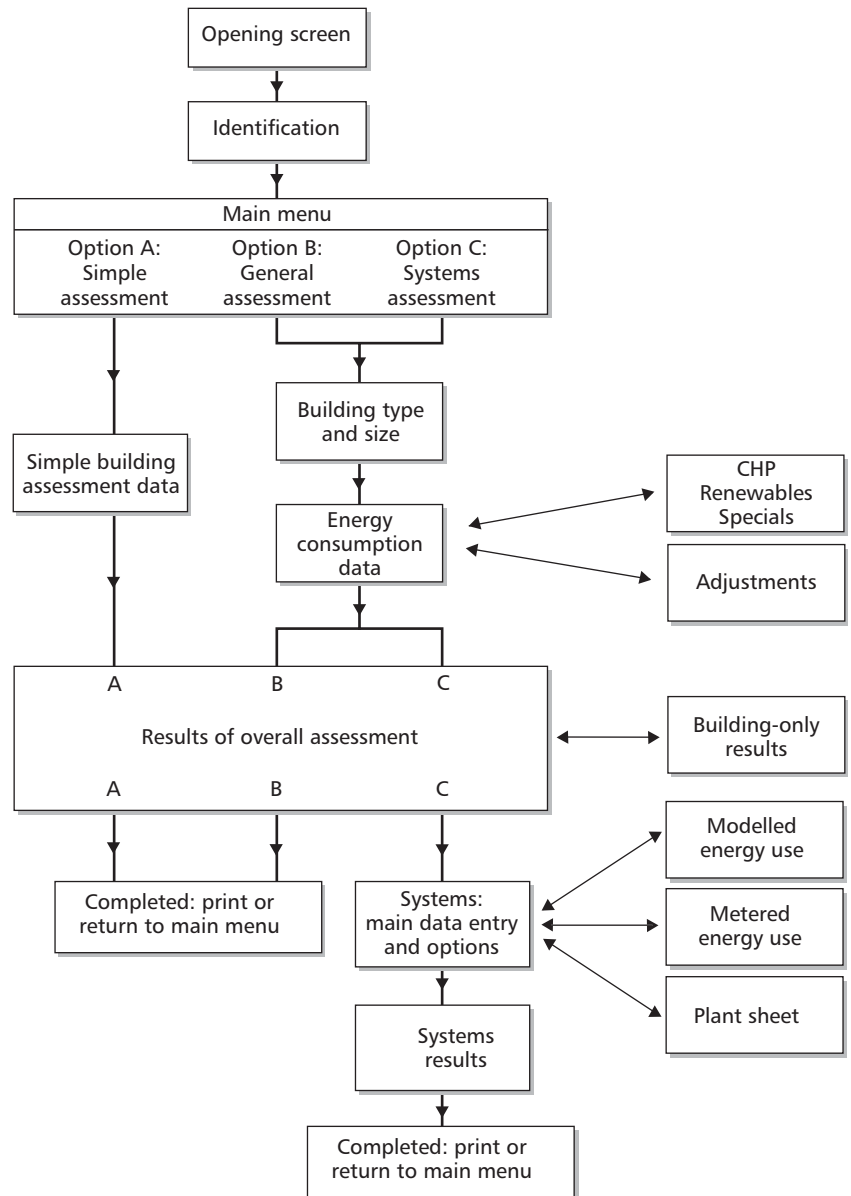 Opening screen
Identification
Main menu
Option A:
Simple
assessment
Option B:
General
assessment
Option C:
Systems
assessment
Building type
and size
Simple building
assessment data
Energy
consumption
data
CHP
Renewables
Specials
Adjustments
A
B
C
Results of overall assessment
A
B
C
Building-only
results
Completed: print or
return to main menu
Systems:
main data entry
and options
Modelled
energy use
Metered
energy use
Plant sheet
Systems
results
Completed: print or
return to main menu